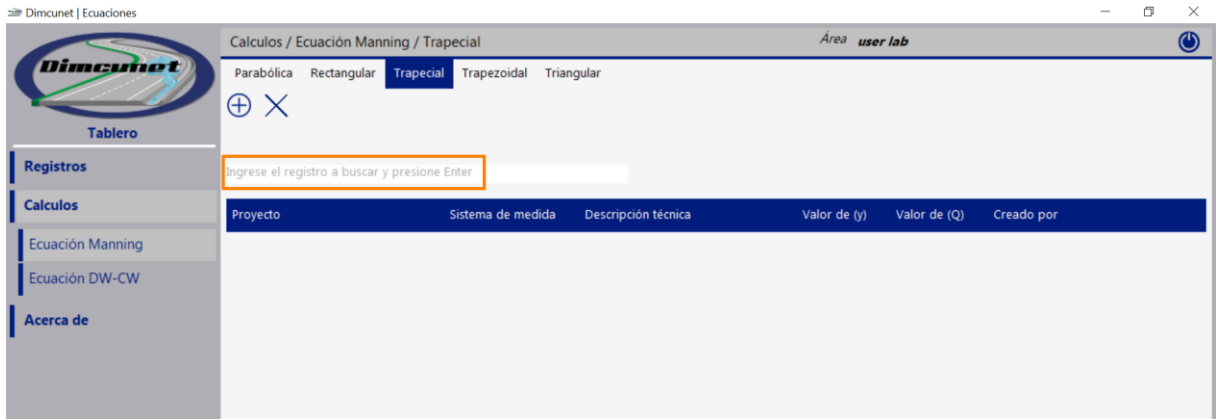 Dimcunet | Ecuaciones
Dimcunet
Tablero
Registros
Calculos
Ecuación Manning
Ecuación DW-CW
Acerca de
Calculos / Ecuación Manning / Trapecial
Área user lab
Parabólica Rectangular Trapecial Trapezoidal Triangular
Ingrese el registro a buscar y presione Enter
Proyecto Sistema de medida Descripción técnica Valor de (y) Valor de (Q) Creado por